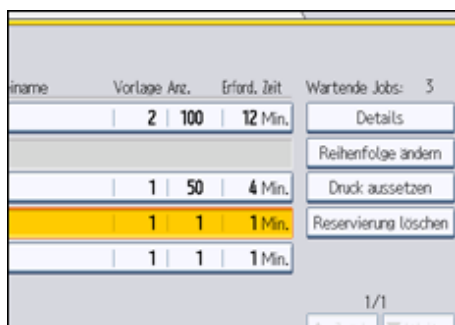 iname Vorlage Anz. Erford. Zeit Wartende Jobs: 3
2 100 12 Min. Details
Reihenfolge ändern
1 50 4 Min. Druck aussetzen
1 1 1 Min. Reservierung löschen
1 1 1 Min.
1/1